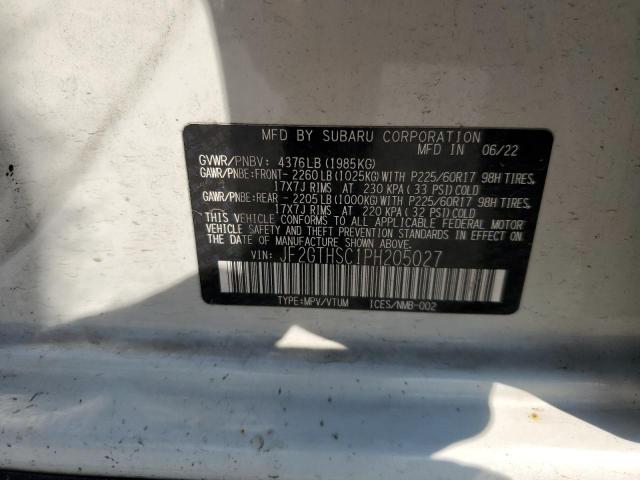 MFD BY SUBARU CORPORATION
GVWR/PNBV: 4376LB (1985KG) MFD IN 06/22
GAWR/PNBE: FRONT- 2260LB (1025KG) WITH P225/60R17 98H TIRES,
17X7J RIMS AT 230 KPA (33 PSI) COLD
GAWR/PNBE: REAR - 2205LB (1000KG) WITH P225/60R17 98H TIRES,
17X7J RIMS AT 220 KPA (32 PSI) COLD
THIS VEHICLE CONFORMS TO ALL APPLICABLE FEDERAL MOTOR
VEHICLE SAFETY AND THEFT PREVENTION STANDARDS IN EFFECT
ON THE DATE OF MANUFACTURE SHOWN ABOVE.
VIN: JF2GTHSC1PH205027
TYPE:MPV/VTUM ICES/NMB-002